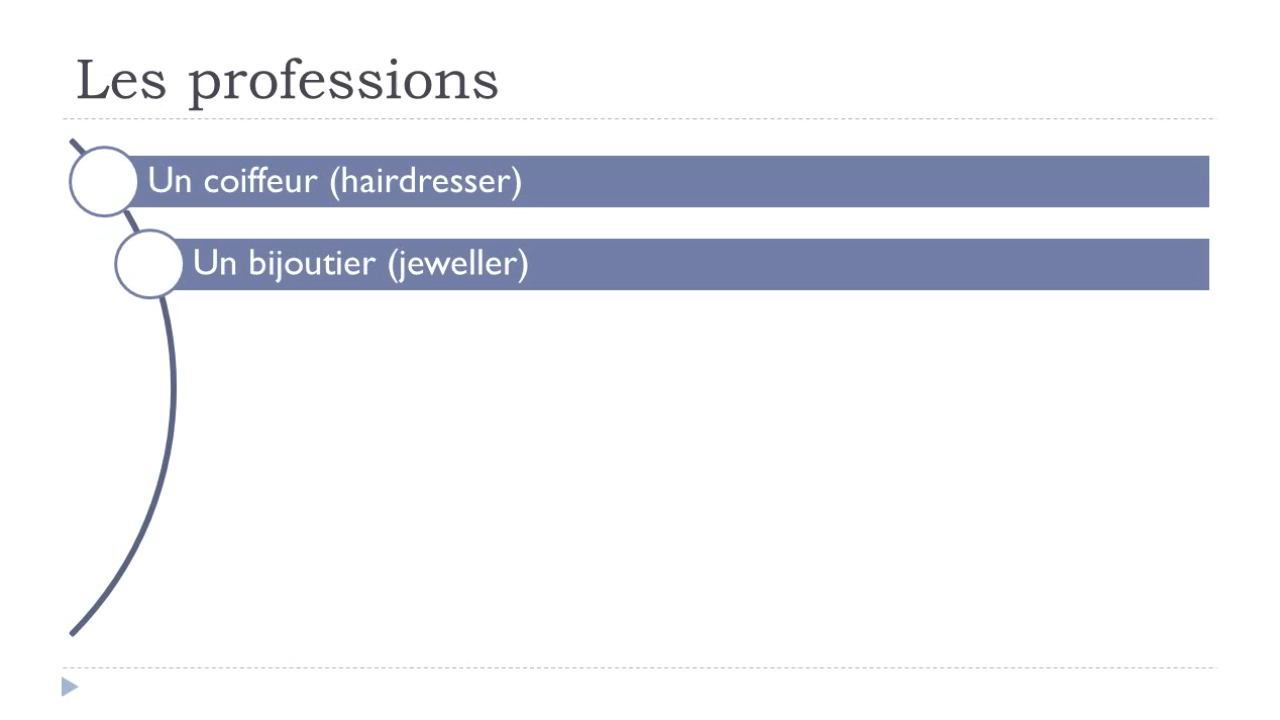 Les professions
Un coiffeur (hairdresser)
Un bijoutier (jeweller)